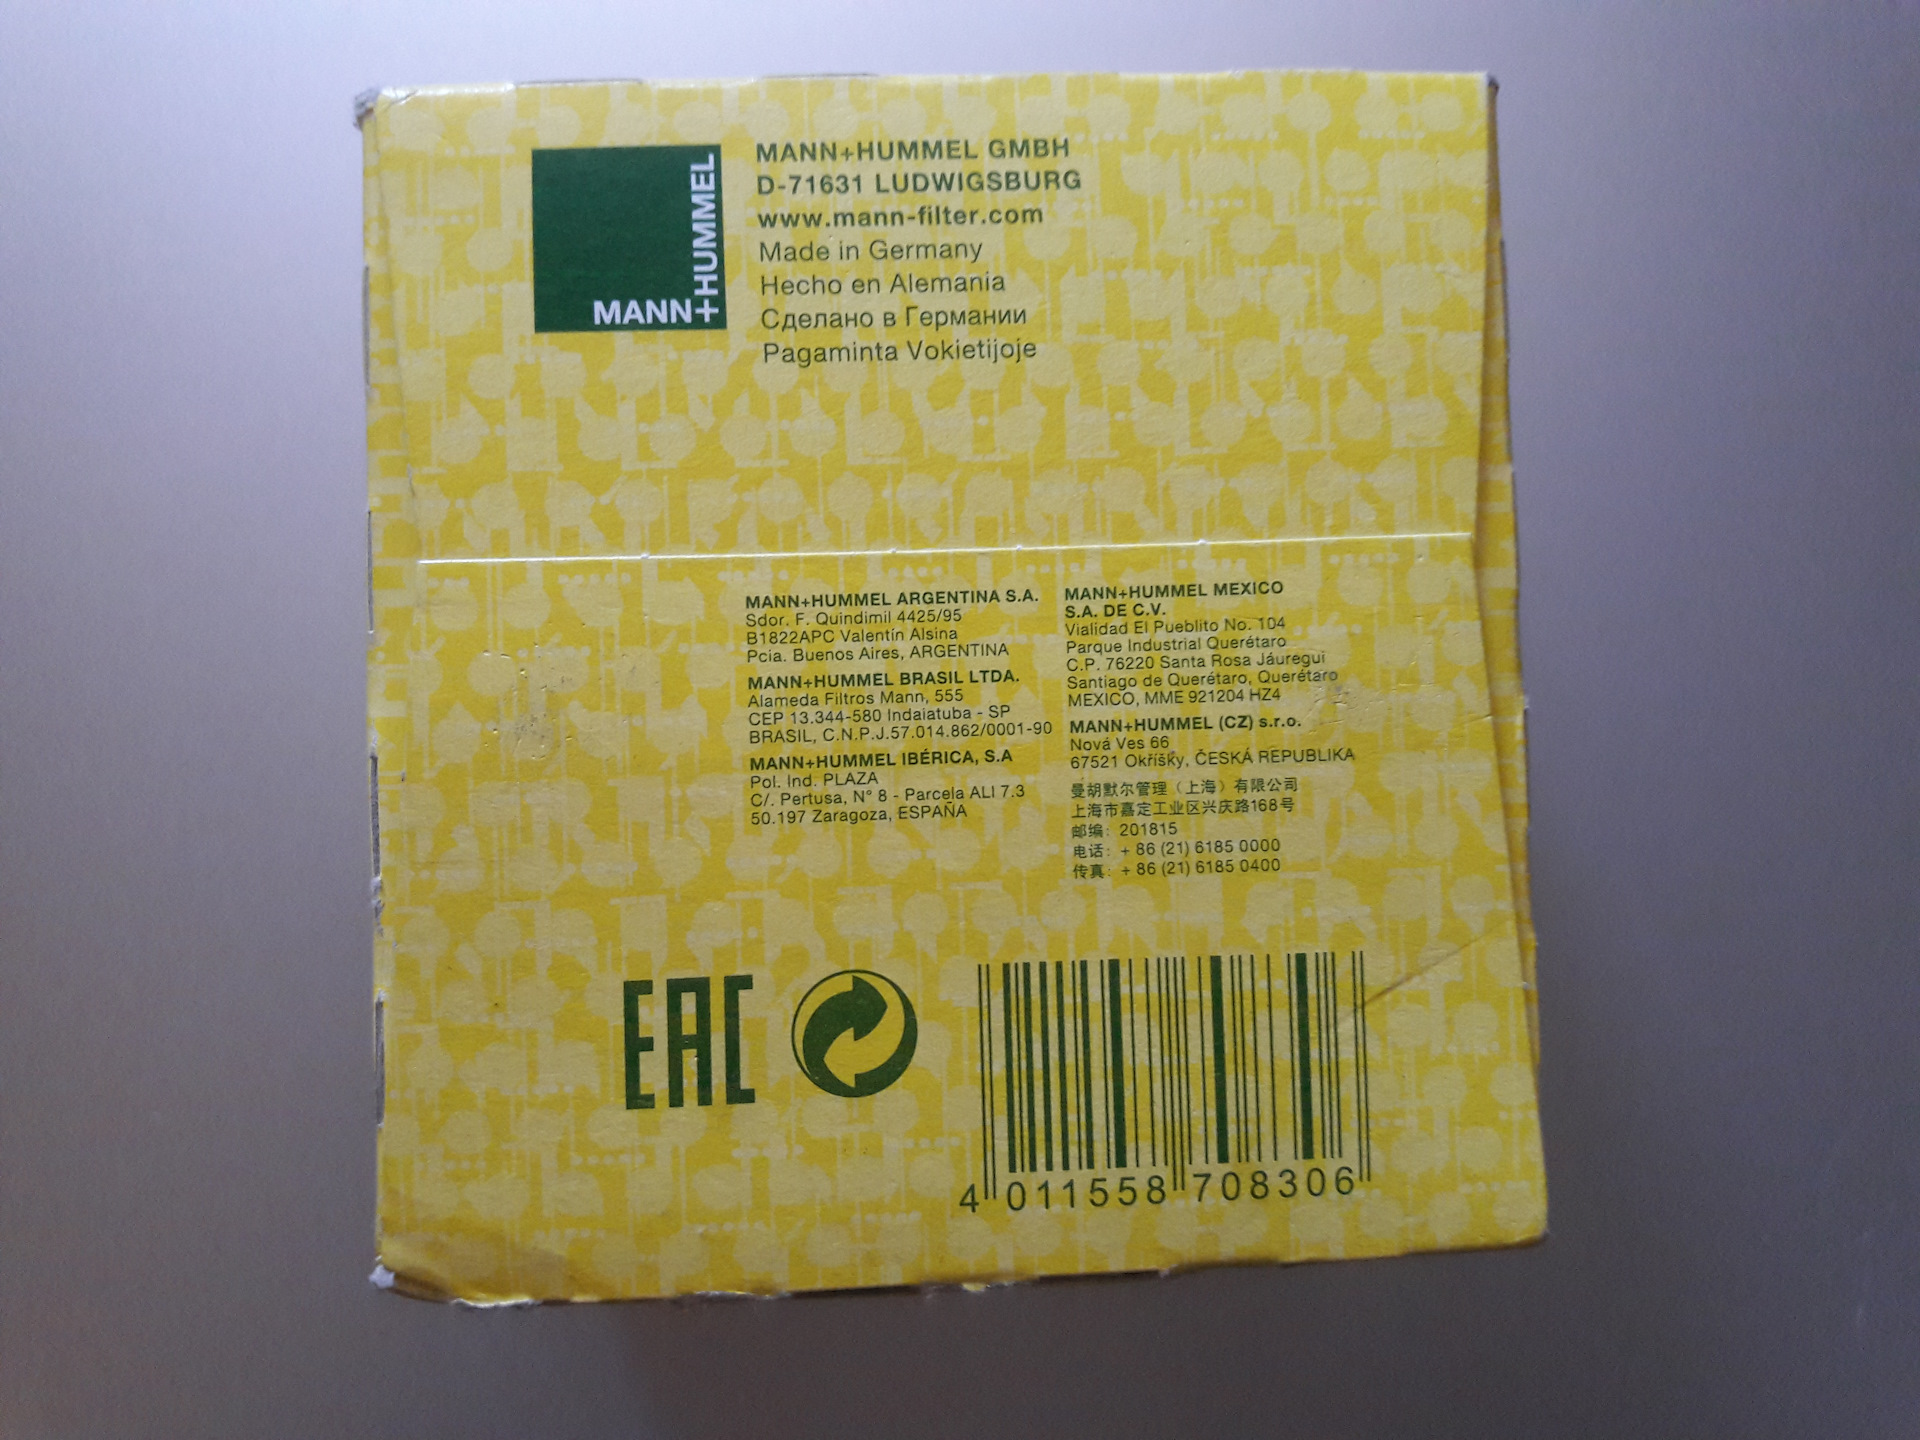 MANN+HUMMEL
MANN+HUMMEL GMBH
D-71631 LUDWIGSBURG
www.mann-filter.com
Made in Germany
Hecho en Alemania
Сделано в Германии
Pagaminta Vokietijoje
MANN+HUMMEL ARGENTINA S.A.
Sdor. F. Quindimil 4425/95
B1822APC Valentín Alsina
Pcia. Buenos Aires, ARGENTINA
MANN+HUMMEL BRASIL LTDA.
Alameda Filtros Mann, 555
CEP 13.344-580 Indaiatuba - SP
BRASIL, C.N.P.J.57.014.862/0001-90
MANN+HUMMEL IBÉRICA, S.A
Pol. Ind. PLAZA
C/. Pertusa, N° 8 - Parcela ALI 7.3
50.197 Zaragoza, ESPAÑA
MANN+HUMMEL MEXICO
S.A. DE C.V.
Vialidad El Pueblito No. 104
Parque Industrial Querétaro
C.P. 76220 Santa Rosa Jáuregui
Santiago de Querétaro, Querétaro
MEXICO, MME 921204 HZ4
MANN+HUMMEL (CZ) s.r.o.
Nová Ves 66
67521 Okříšky, ČESKÁ REPUBLIKA
曼胡默尔管理（上海）有限公司
上海市嘉定工业区兴庆路168号
邮编：201815
电话：+ 86 (21) 6185 0000
传真：+ 86 (21) 6185 0400
EAC
4 011558 708306